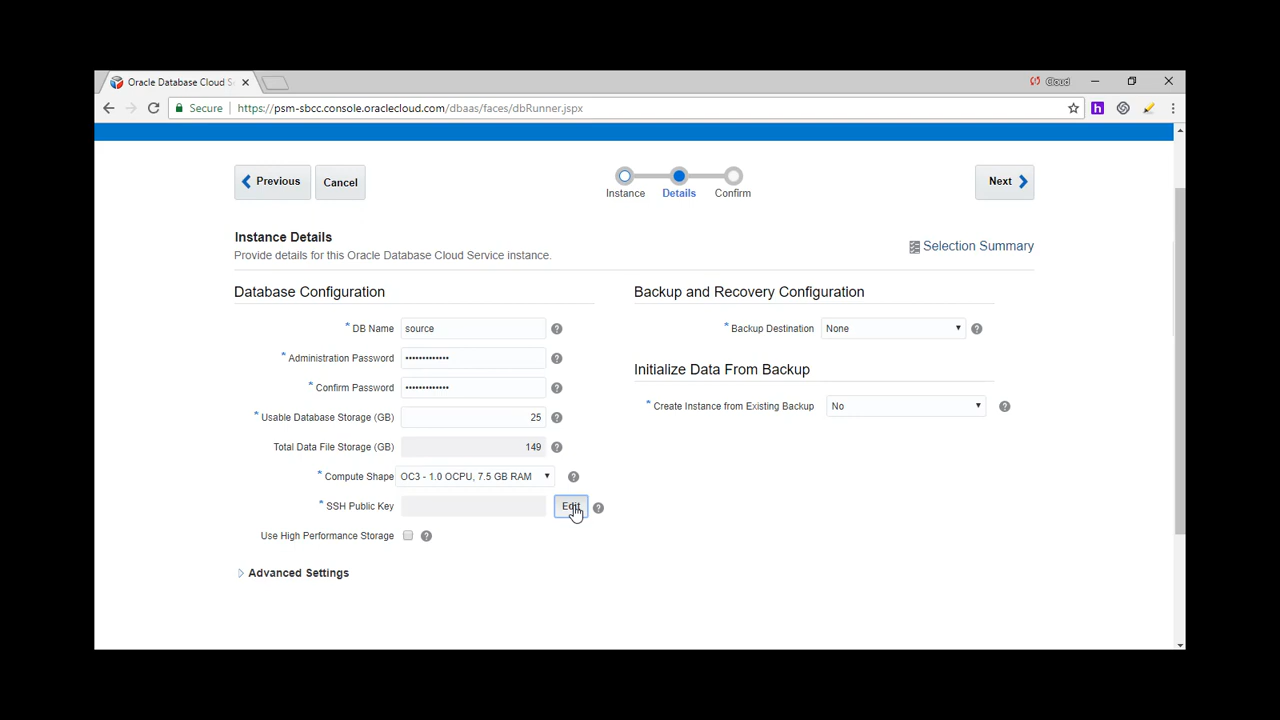 Oracle Database Cloud S
Cloud
Secure
https://psm-sbcc.console.oraclecloud.com/dbaas/faces/dbRunner.jspx
Previous
Cancel
Instance
Details
Confirm
Next
Instance Details
Provide details for this Oracle Database Cloud Service instance.
Selection Summary
Database Configuration
* DB Name
source
* Administration Password
•••••••••••••
* Confirm Password
•••••••••••••
* Usable Database Storage (GB)
25
Total Data File Storage (GB)
149
* Compute Shape
OC3 - 1.0 OCPU, 7.5 GB RAM
* SSH Public Key
Edit
Use High Performance Storage
Advanced Settings
Backup and Recovery Configuration
* Backup Destination
None
Initialize Data From Backup
* Create Instance from Existing Backup
No